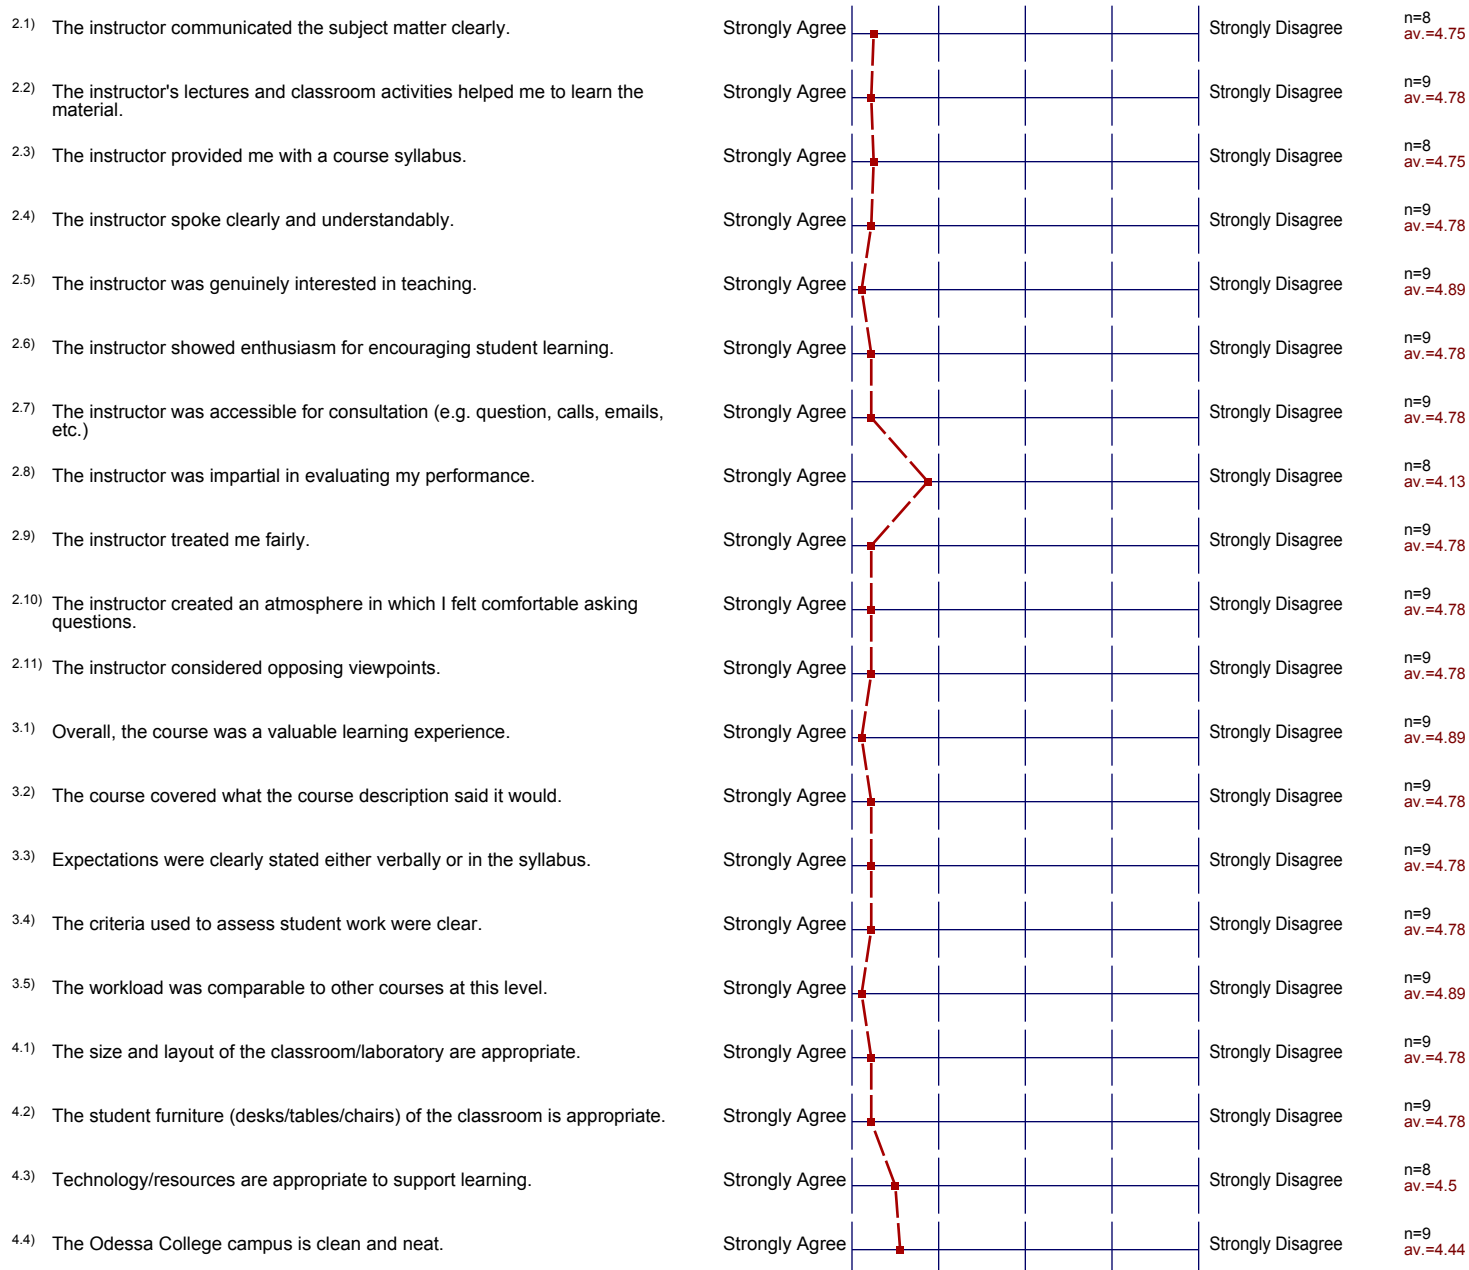 2.1) The instructor communicated the subject matter clearly. Strongly Agree Strongly Disagree n=8
av.=4.75
2.2) The instructor's lectures and classroom activities helped me to learn the
material. Strongly Agree Strongly Disagree n=9
av.=4.78
2.3) The instructor provided me with a course syllabus. Strongly Agree Strongly Disagree n=8
av.=4.75
2.4) The instructor spoke clearly and understandably. Strongly Agree Strongly Disagree n=9
av.=4.78
2.5) The instructor was genuinely interested in teaching. Strongly Agree Strongly Disagree n=9
av.=4.89
2.6) The instructor showed enthusiasm for encouraging student learning. Strongly Agree Strongly Disagree n=9
av.=4.78
2.7) The instructor was accessible for consultation (e.g. question, calls, emails,
etc.) Strongly Agree Strongly Disagree n=9
av.=4.78
2.8) The instructor was impartial in evaluating my performance. Strongly Agree Strongly Disagree n=8
av.=4.13
2.9) The instructor treated me fairly. Strongly Agree Strongly Disagree n=9
av.=4.78
2.10) The instructor created an atmosphere in which I felt comfortable asking
questions. Strongly Agree Strongly Disagree n=9
av.=4.78
2.11) The instructor considered opposing viewpoints. Strongly Agree Strongly Disagree n=9
av.=4.78
3.1) Overall, the course was a valuable learning experience. Strongly Agree Strongly Disagree n=9
av.=4.89
3.2) The course covered what the course description said it would. Strongly Agree Strongly Disagree n=9
av.=4.78
3.3) Expectations were clearly stated either verbally or in the syllabus. Strongly Agree Strongly Disagree n=9
av.=4.78
3.4) The criteria used to assess student work were clear. Strongly Agree Strongly Disagree n=9
av.=4.78
3.5) The workload was comparable to other courses at this level. Strongly Agree Strongly Disagree n=9
av.=4.89
4.1) The size and layout of the classroom/laboratory are appropriate. Strongly Agree Strongly Disagree n=9
av.=4.78
4.2) The student furniture (desks/tables/chairs) of the classroom is appropriate. Strongly Agree Strongly Disagree n=9
av.=4.78
4.3) Technology/resources are appropriate to support learning. Strongly Agree Strongly Disagree n=8
av.=4.5
4.4) The Odessa College campus is clean and neat. Strongly Agree Strongly Disagree n=9
av.=4.44